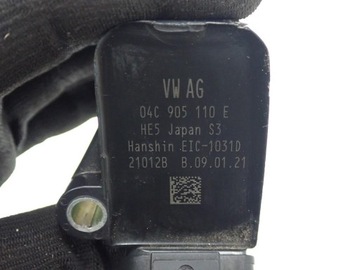 VW AG
04C 905 110 E
HE5 Japan S3
Hanshin EIC-1031D
21012B B.09.01.21